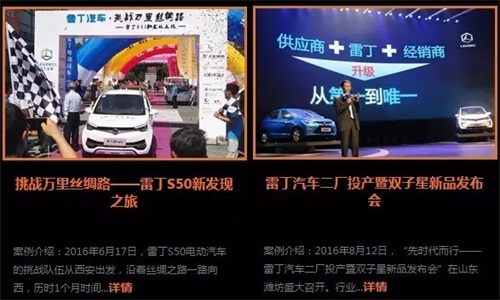 雷丁汽车·挑战万里丝绸路
挑战万里丝绸路——雷丁S50新发现
之旅
案例介绍：2016年6月17日，雷丁S50电动汽车
的挑战队伍从西安出发，沿着丝绸之路一路向
西，历时1个月时间...详情
供应商+雷丁+经销商
升级
从第一到唯一
雷丁汽车二厂投产暨双子星新品发布
会
案例介绍：2016年8月12日，“先时代而行——
雷丁汽车二厂投产暨双子星新品发布会”在山东
潍坊盛大召开。行业...详情